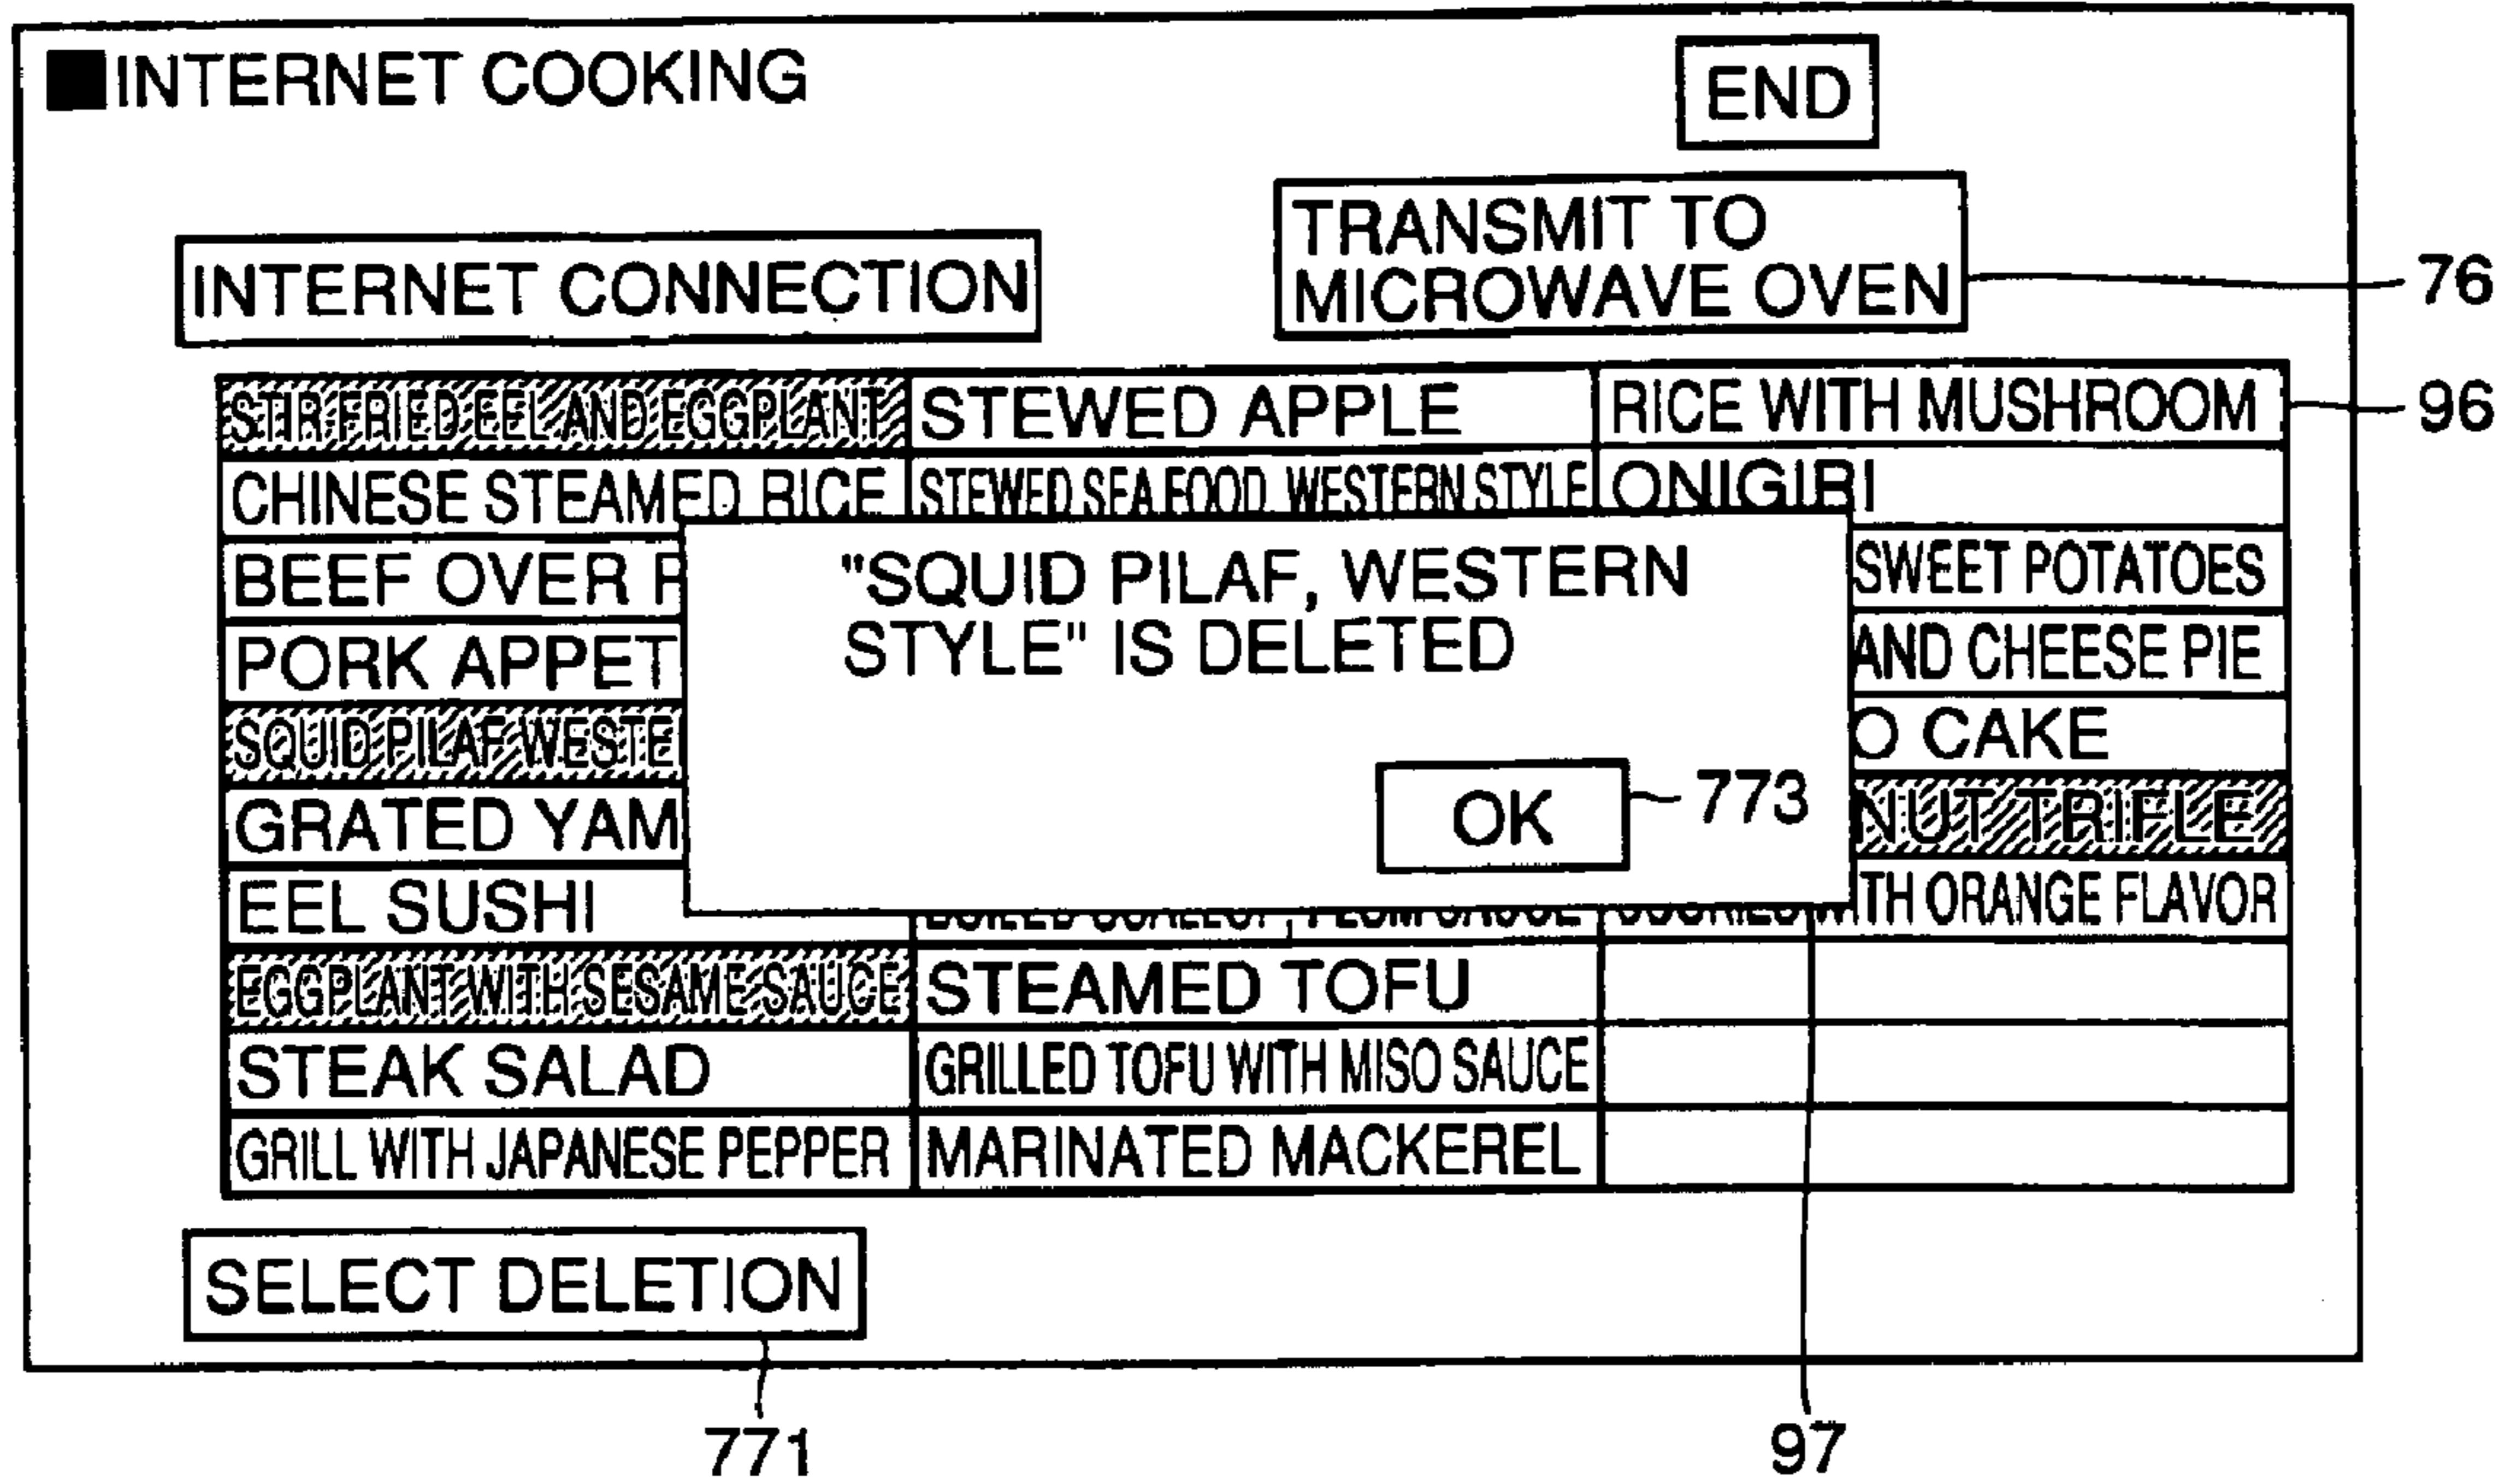 ■INTERNET COOKING
END
INTERNET CONNECTION
TRANSMIT TO
MICROWAVE OVEN
76
STIR FRIED EEL AND EGGPLANT STEWED APPLE RICE WITH MUSHROOM
96
CHINESE STEAMED RICE STEWED SEA FOOD WESTERN STYLE ONIGIRI
BEEF OVER
SWEET POTATOES
PORK APPET
AND CHEESE PIE
SQUID PILAF WESTE
O CAKE
GRATED YAM
NUT TRIFLE
"SQUID PILAF, WESTERN
STYLE" IS DELETED
OK
773
EEL SUSHI
TH ORANGE FLAVOR
EGGPLANT WITH SESAME SAUCE STEAMED TOFU
STEAK SALAD GRILLED TOFU WITH MISO SAUCE
GRILL WITH JAPANESE PEPPER MARINATED MACKEREL
SELECT DELETION
771
97